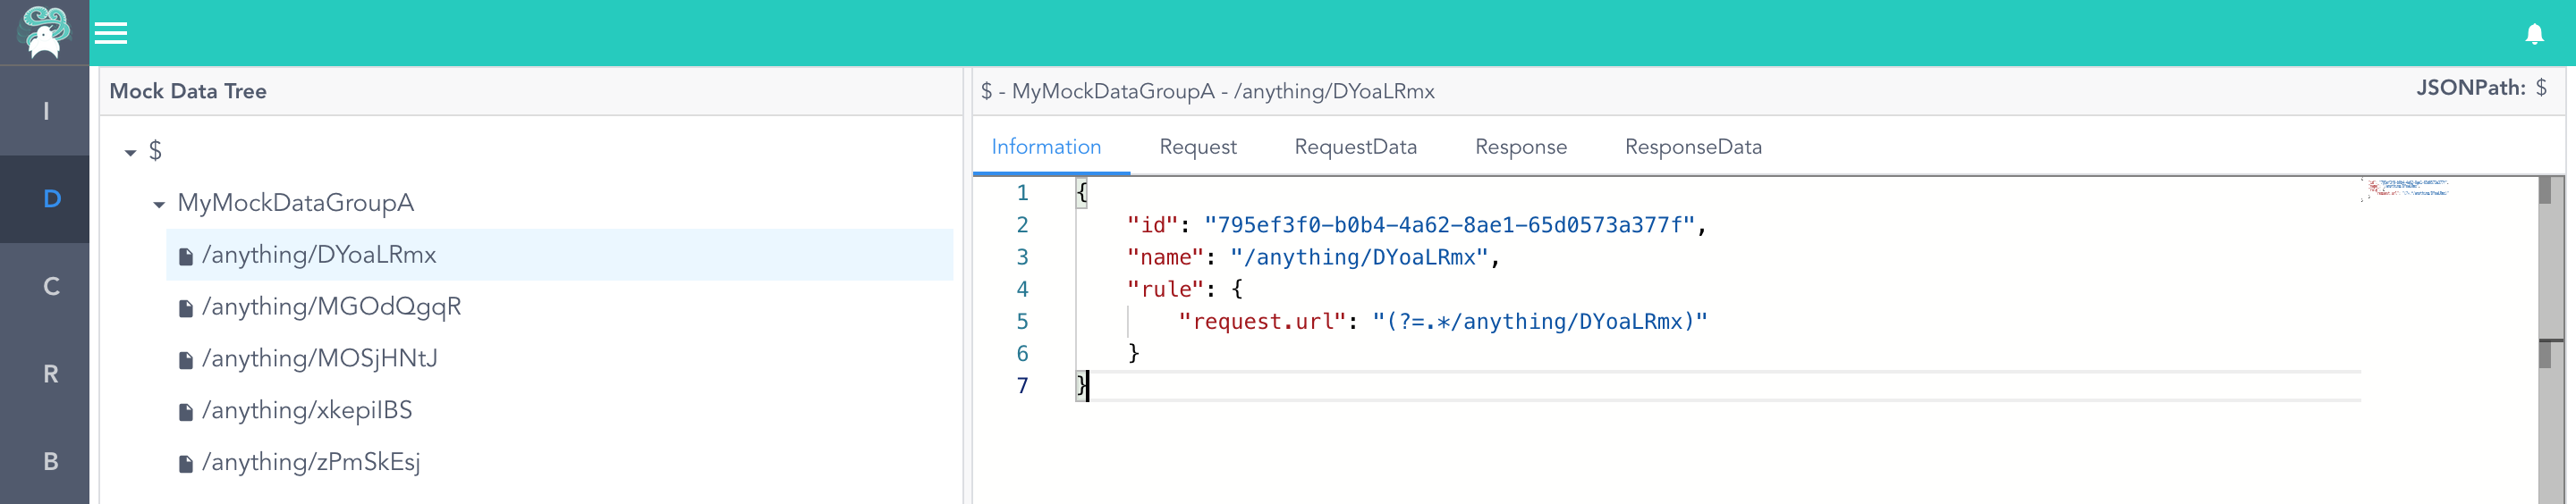 I
D
C
R
B
Mock Data Tree
$
MyMockDataGroupA
/anything/DYoaLRmx
/anything/MGOdQgqR
/anything/MOSjHNtJ
/anything/xkepiIBS
/anything/zPmSkEsj
$ - MyMockDataGroupA - /anything/DYoaLRmx
JSONPath: $
Information Request RequestData Response ResponseData
1 {
2 "id": "795ef3f0-b0b4-4a62-8ae1-65d0573a377f",
3 "name": "/anything/DYoaLRmx",
4 "rule": {
5 "request.url": "(?=.*/anything/DYoaLRmx)"
6 }
7 }